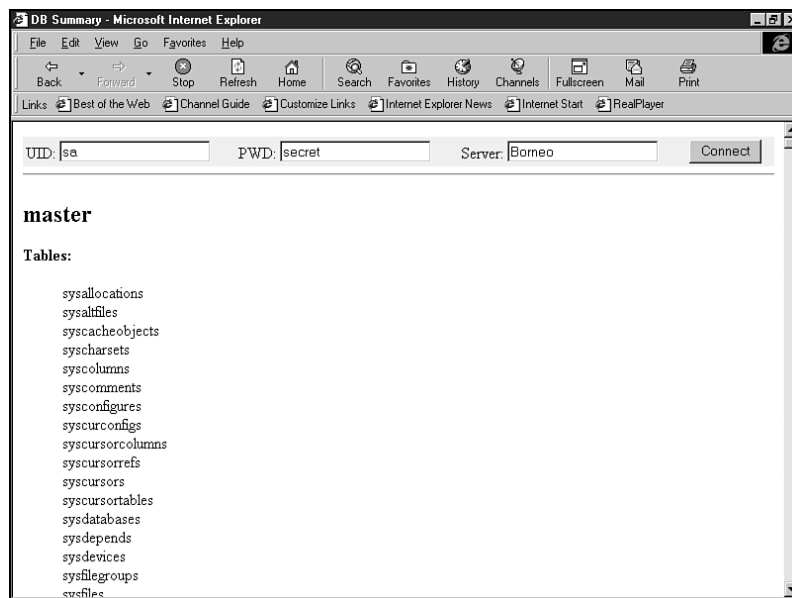 DB Summary - Microsoft Internet Explorer
File Edit View Go Favorites Help
Back Forward Stop Refresh Home Search Favorites History Channels Fullscreen Mail Print
Links Best of the Web Channel Guide Customize Links Internet Explorer News Internet Start RealPlayer
UID: sa PWD: secret Server: Borneo Connect
master
Tables:
sysallocations
sysaltfiles
syscacheobjects
syscharsets
syscolumns
syscomments
sysconfigures
syscurconfigs
syscursorcolumns
syscursorrefs
syscursors
syscursortables
sysdatabases
sysdepends
sysdevices
sysfilegroups
sysfiles